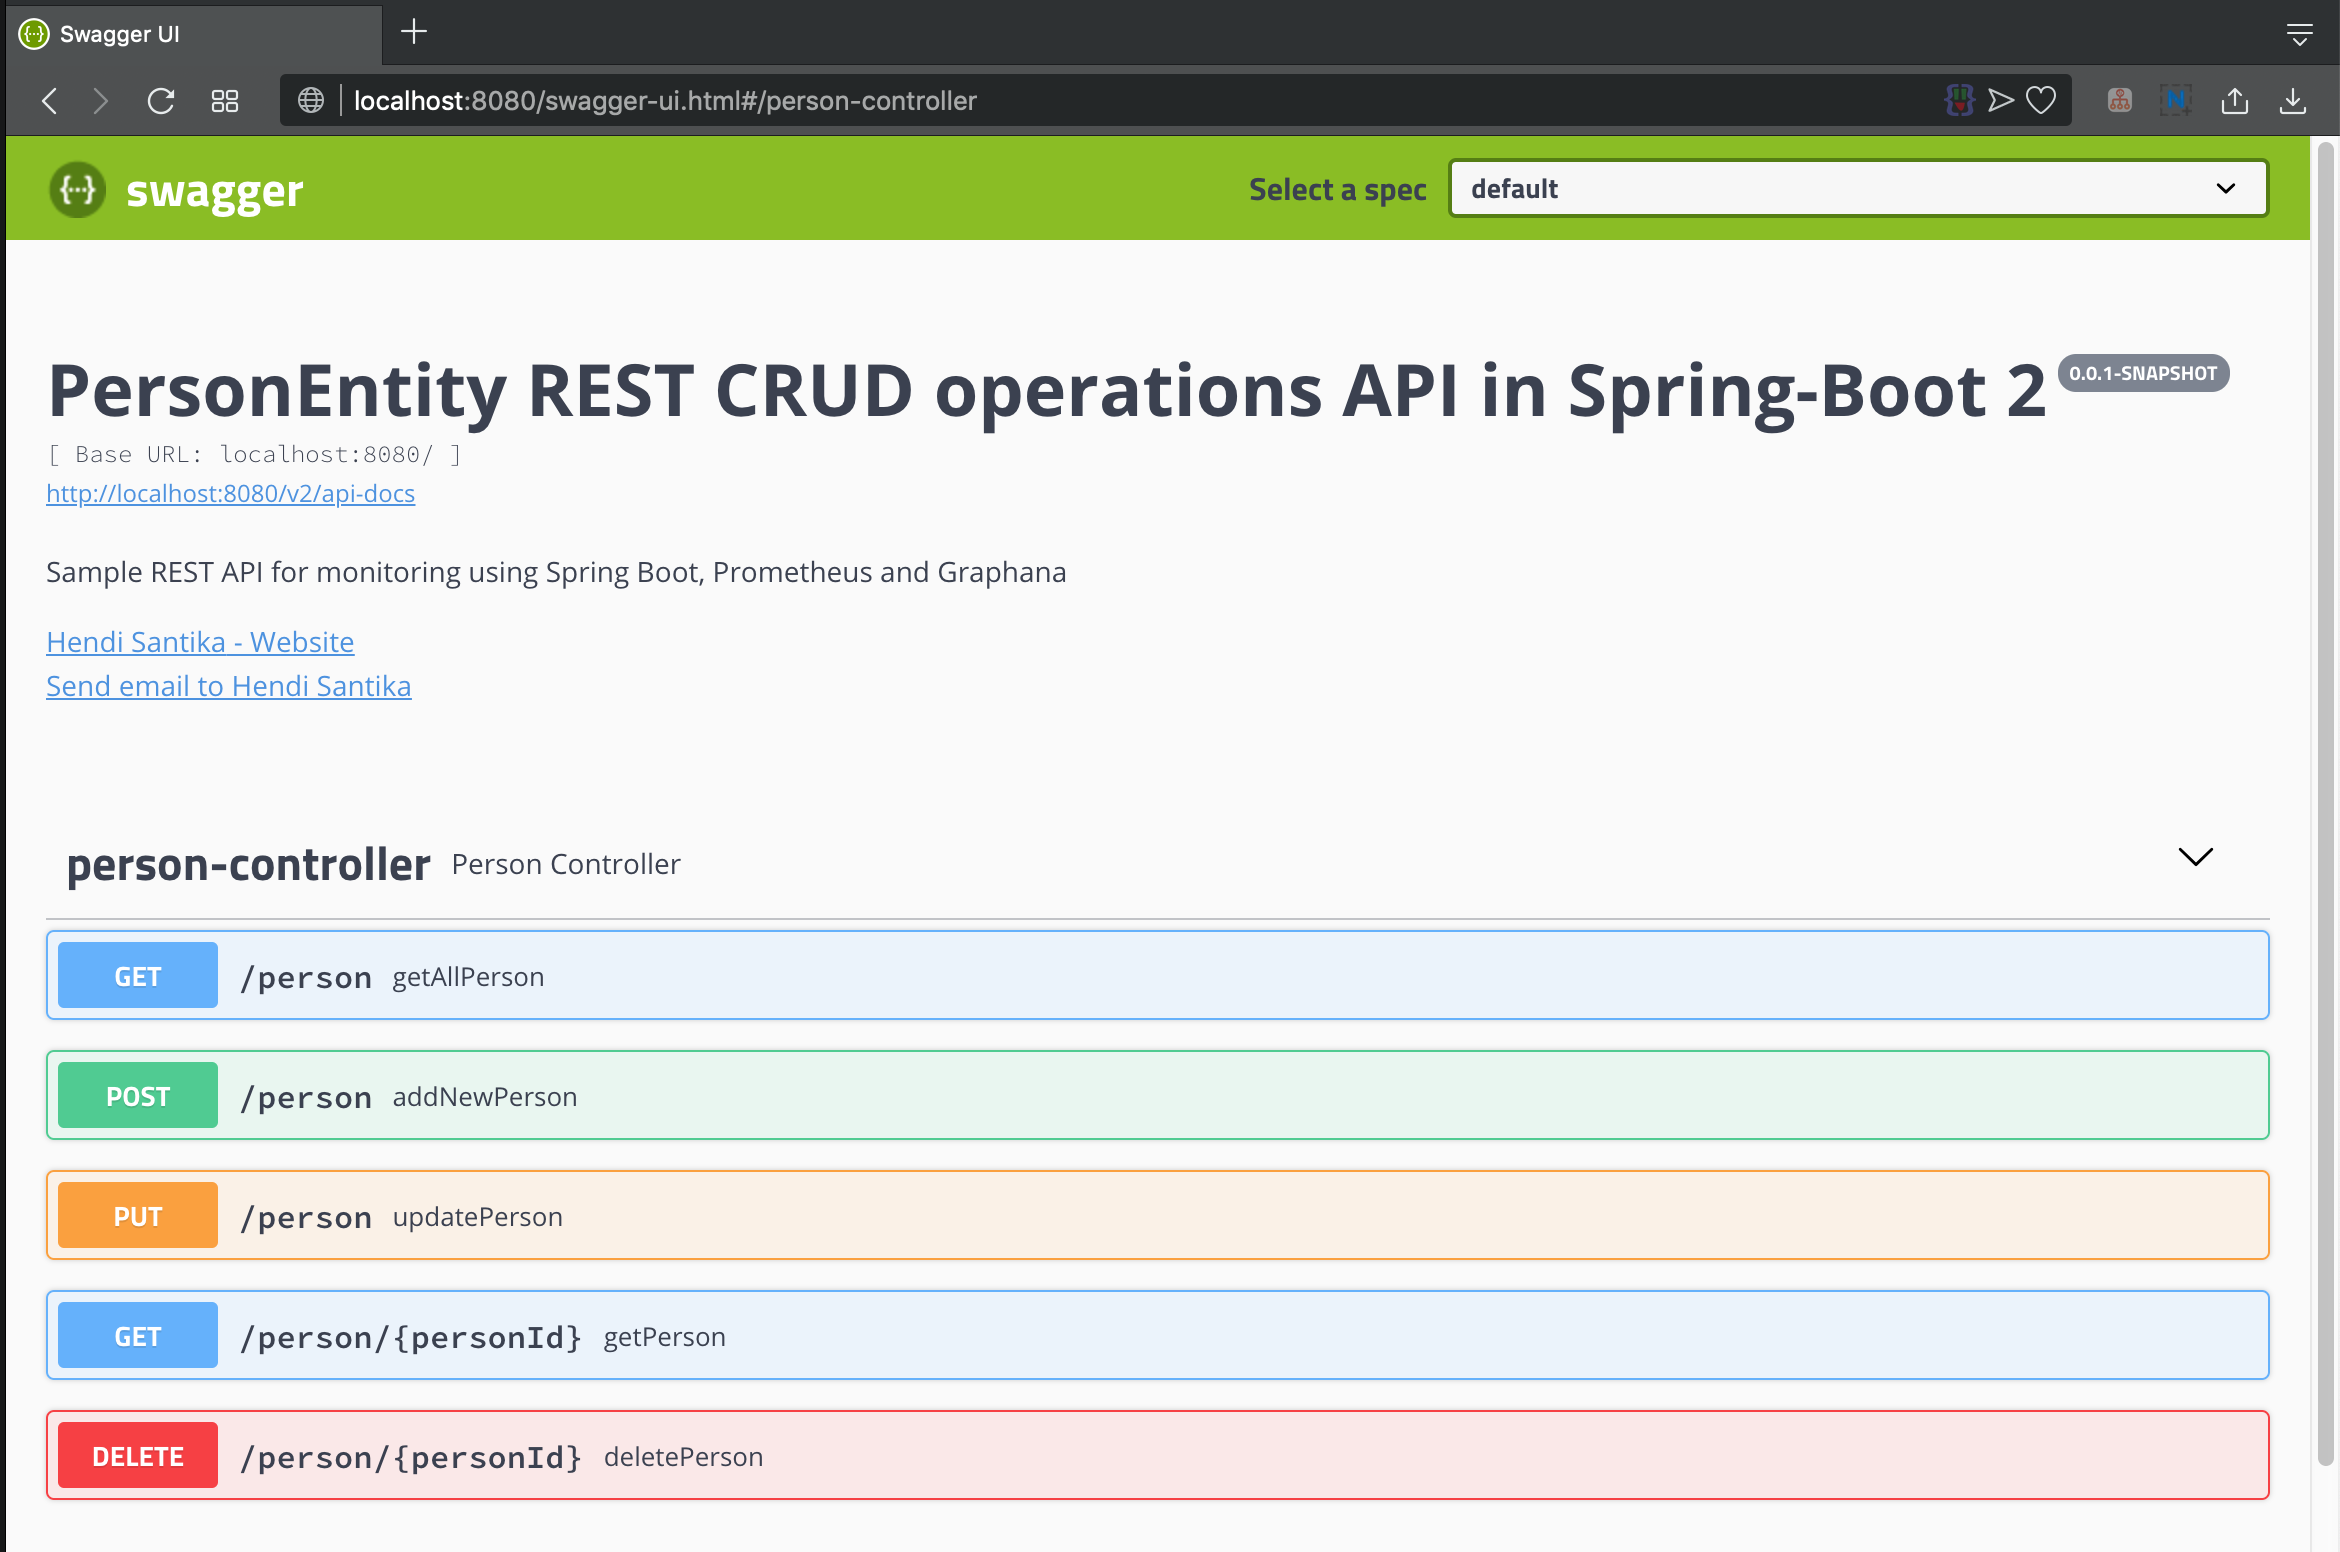 Swagger UI
localhost:8080/swagger-ui.html#/person-controller
swagger
Select a spec
default
PersonEntity REST CRUD operations API in Spring-Boot 2 0.0.1-SNAPSHOT
[ Base URL: localhost:8080/ ]
http://localhost:8080/v2/api-docs
Sample REST API for monitoring using Spring Boot, Prometheus and Graphana
Hendi Santika - Website
Send email to Hendi Santika
person-controller Person Controller
GET /person getAllPerson
POST /person addNewPerson
PUT /person updatePerson
GET /person/{personId} getPerson
DELETE /person/{personId} deletePerson